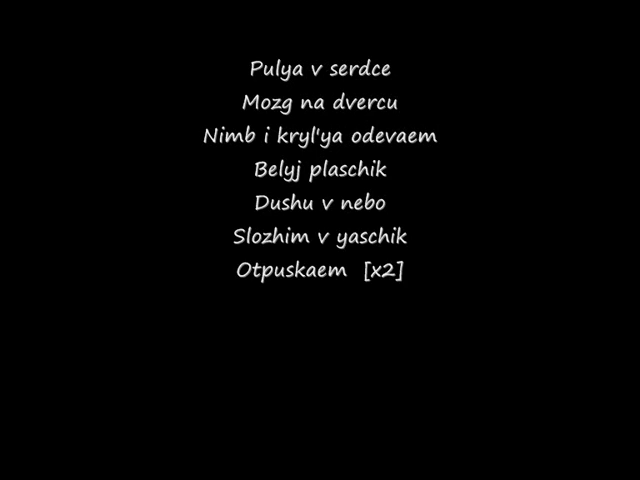 Pulya v serdce
Mozg na dvercu
Nimb i kryl'ya odevaem
Belyj plaschik
Dushu v nebo
Slozhim v yaschik
Otpuskaem [x2]